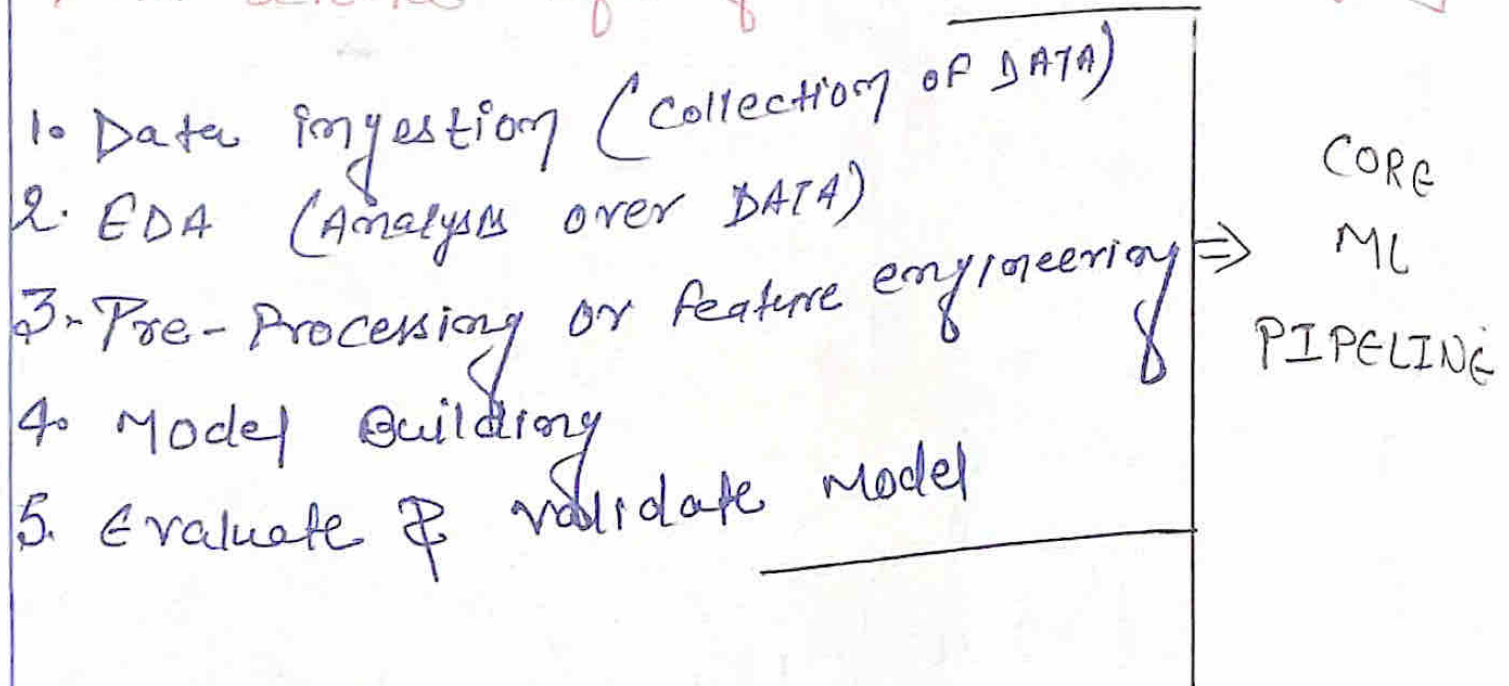 1. Data ingestion (Collection OF DATA)
2. EDA (Analysis over DATA)
3. Pre-Processing or feature engineering
4. Model Building
5. Evaluate & validate Model
⇒ CORE
ML
PIPELINE